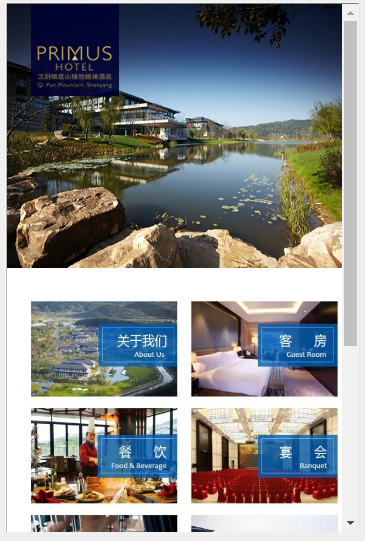 PRIMUS
HOTEL
沈阳棋盘山绿地铂瑞酒店
Qi Pan Mountain, Shenyang
关于我们
About Us
客 房
Guest Room
餐 饮
Food & Beverage
宴 会
Banquet